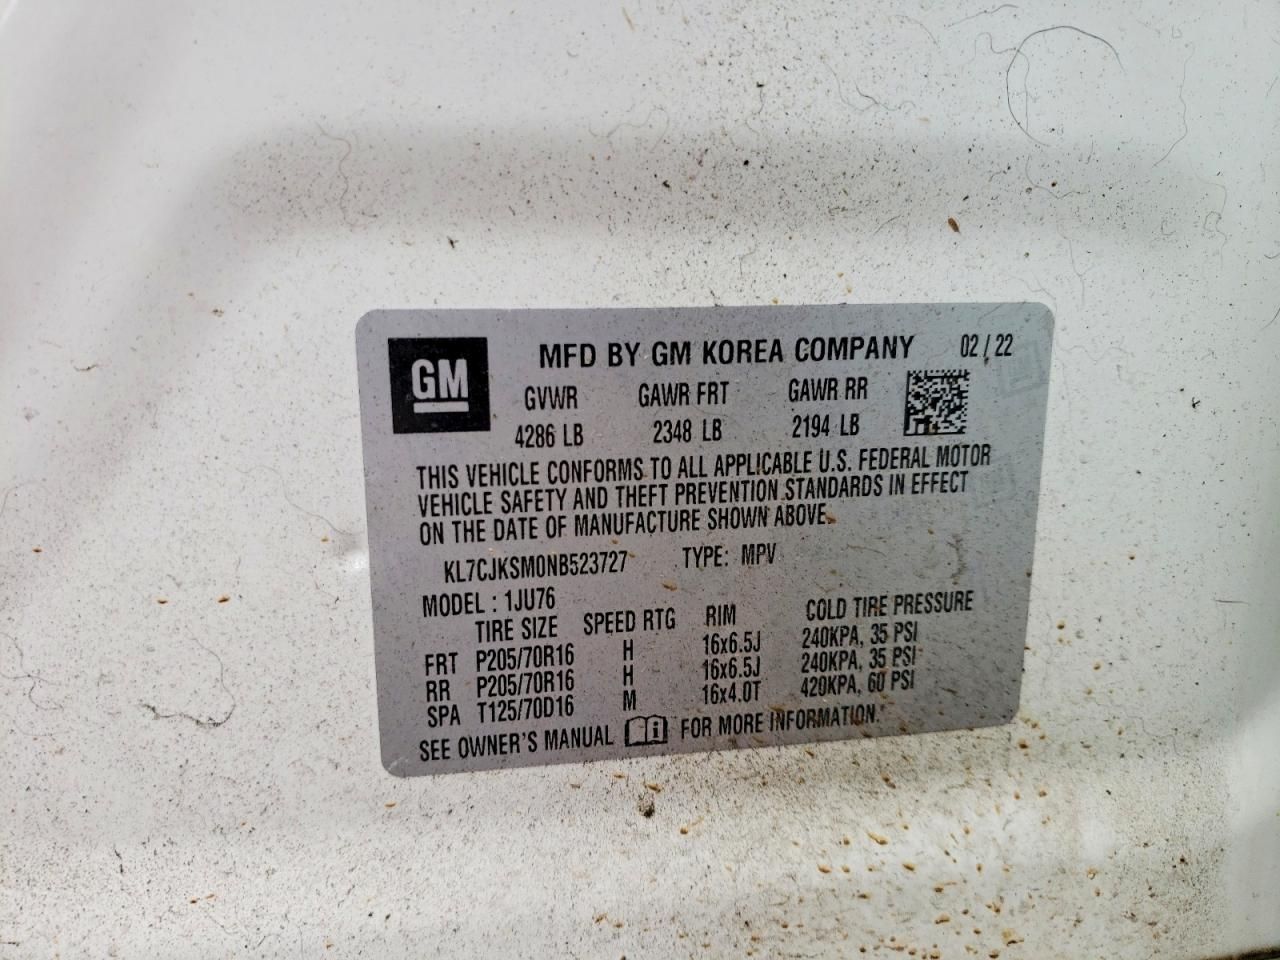 GM
MFD BY GM KOREA COMPANY 02 / 22
GVWR GAWR FRT GAWR RR
4286 LB 2348 LB 2194 LB
THIS VEHICLE CONFORMS TO ALL APPLICABLE U.S. FEDERAL MOTOR
VEHICLE SAFETY AND THEFT PREVENTION STANDARDS IN EFFECT
ON THE DATE OF MANUFACTURE SHOWN ABOVE.
KL7CJKSM0NB523727 TYPE: MPV
MODEL : 1JU76
TIRE SIZE SPEED RTG RIM COLD TIRE PRESSURE
FRT P205/70R16 H 16x6.5J 240KPA, 35 PSI
RR P205/70R16 H 16x6.5J 240KPA, 35 PSI
SPA T125/70D16 M 16x4.0T 420KPA, 60 PSI
SEE OWNER'S MANUAL i FOR MORE INFORMATION.